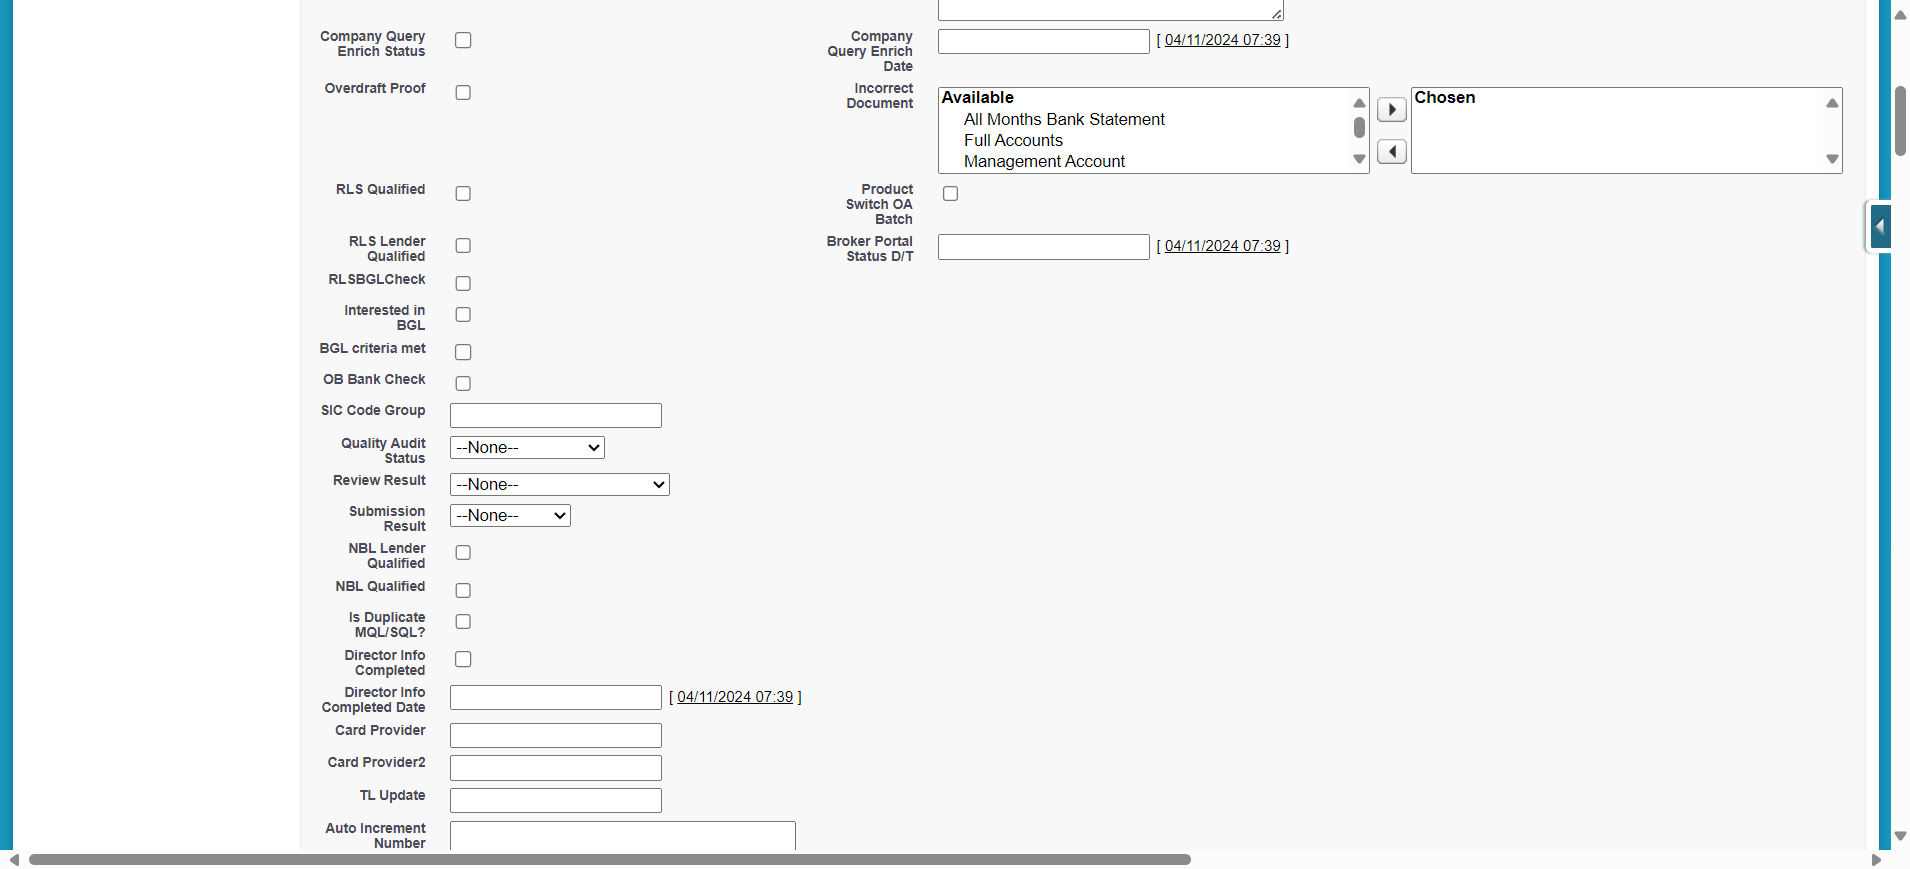 Company Query
Enrich Status
Company
Query Enrich
Date
[ 04/11/2024 07:39 ]
Overdraft Proof
Incorrect
Document
Available
All Months Bank Statement
Full Accounts
Management Account
Chosen
RLS Qualified
Product
Switch OA
Batch
RLS Lender
Qualified
Broker Portal
Status D/T
[ 04/11/2024 07:39 ]
RLSBGLCheck
Interested in
BGL
BGL criteria met
OB Bank Check
SIC Code Group
Quality Audit
Status
--None--
Review Result
--None--
Submission
Result
--None--
NBL Lender
Qualified
NBL Qualified
Is Duplicate
MQL/SQL?
Director Info
Completed
Director Info
Completed Date
[ 04/11/2024 07:39 ]
Card Provider
Card Provider2
TL Update
Auto Increment
Number